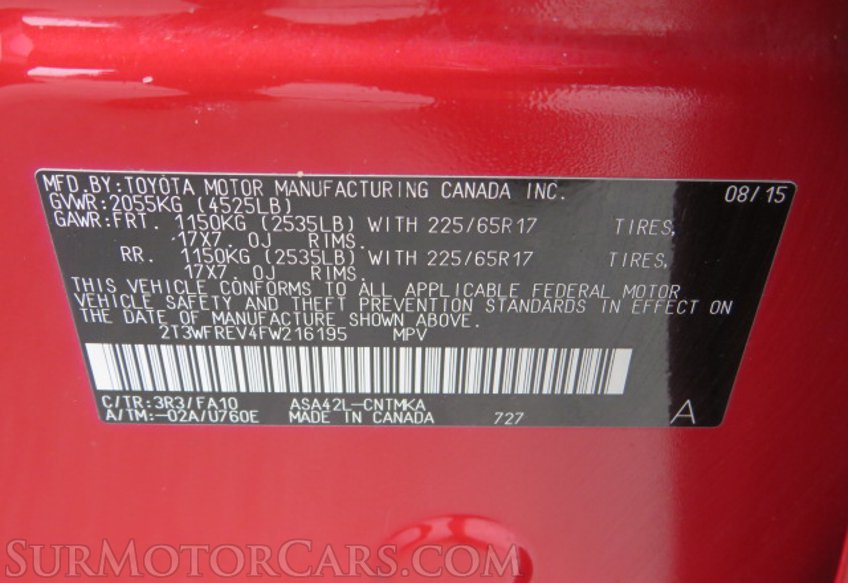 MFD.BY:TOYOTA MOTOR MANUFACTURING CANADA INC. 08/15
GVWR:2055KG (4525LB)
GAWR:FRT. 1150KG (2535LB) WITH 225/65R17 TIRES,
17X7. 0J RIMS.
RR. 1150KG (2535LB) WITH 225/65R17 TIRES,
17X7. 0J RIMS.
THIS VEHICLE CONFORMS TO ALL APPLICABLE FEDERAL MOTOR
VEHICLE SAFETY AND THEFT PREVENTION STANDARDS IN EFFECT ON
THE DATE OF MANUFACTURE SHOWN ABOVE.
2T3WFREV4FW216195 MPV
C/TR:3R3/FA10 ASA42L-CNTMKA
A/TM:-02A/U760E MADE IN CANADA 727 A
SURMOTORCARS.COM